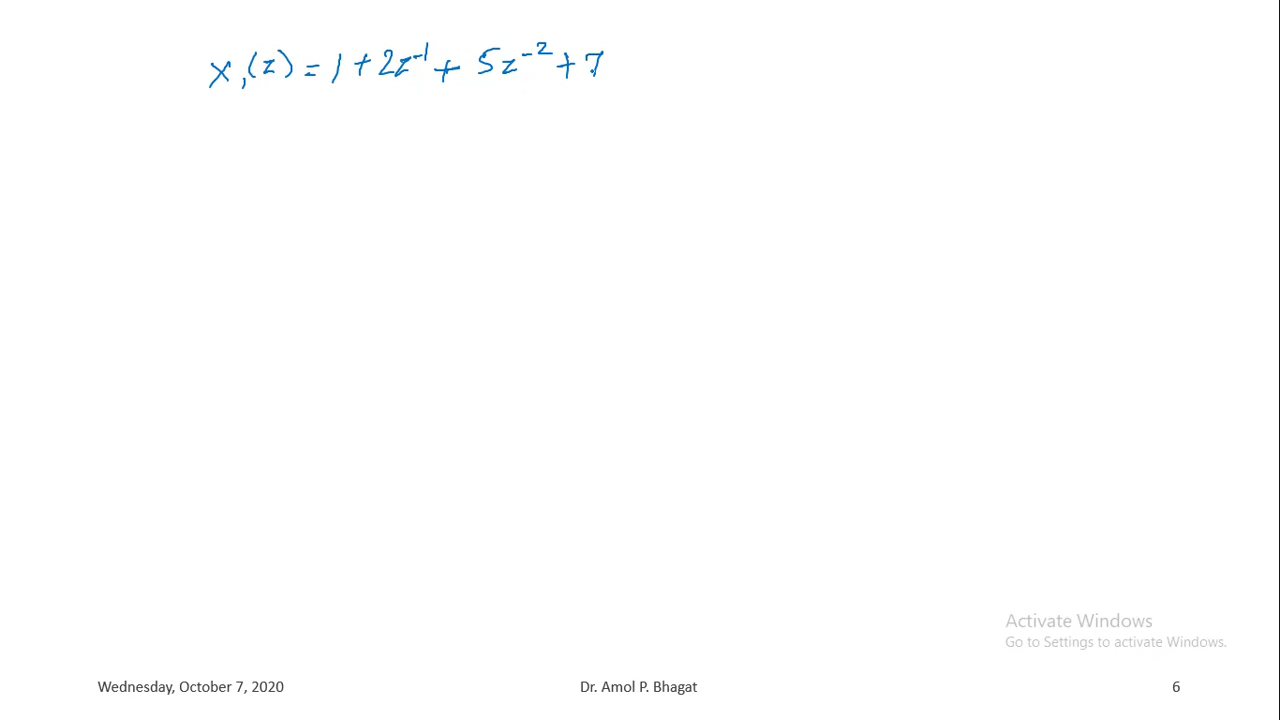 x₁(z) = 1 + 2z⁻¹ + 5z⁻² + 7
Activate Windows
Go to Settings to activate Windows.
Wednesday, October 7, 2020 Dr. Amol P. Bhagat 6